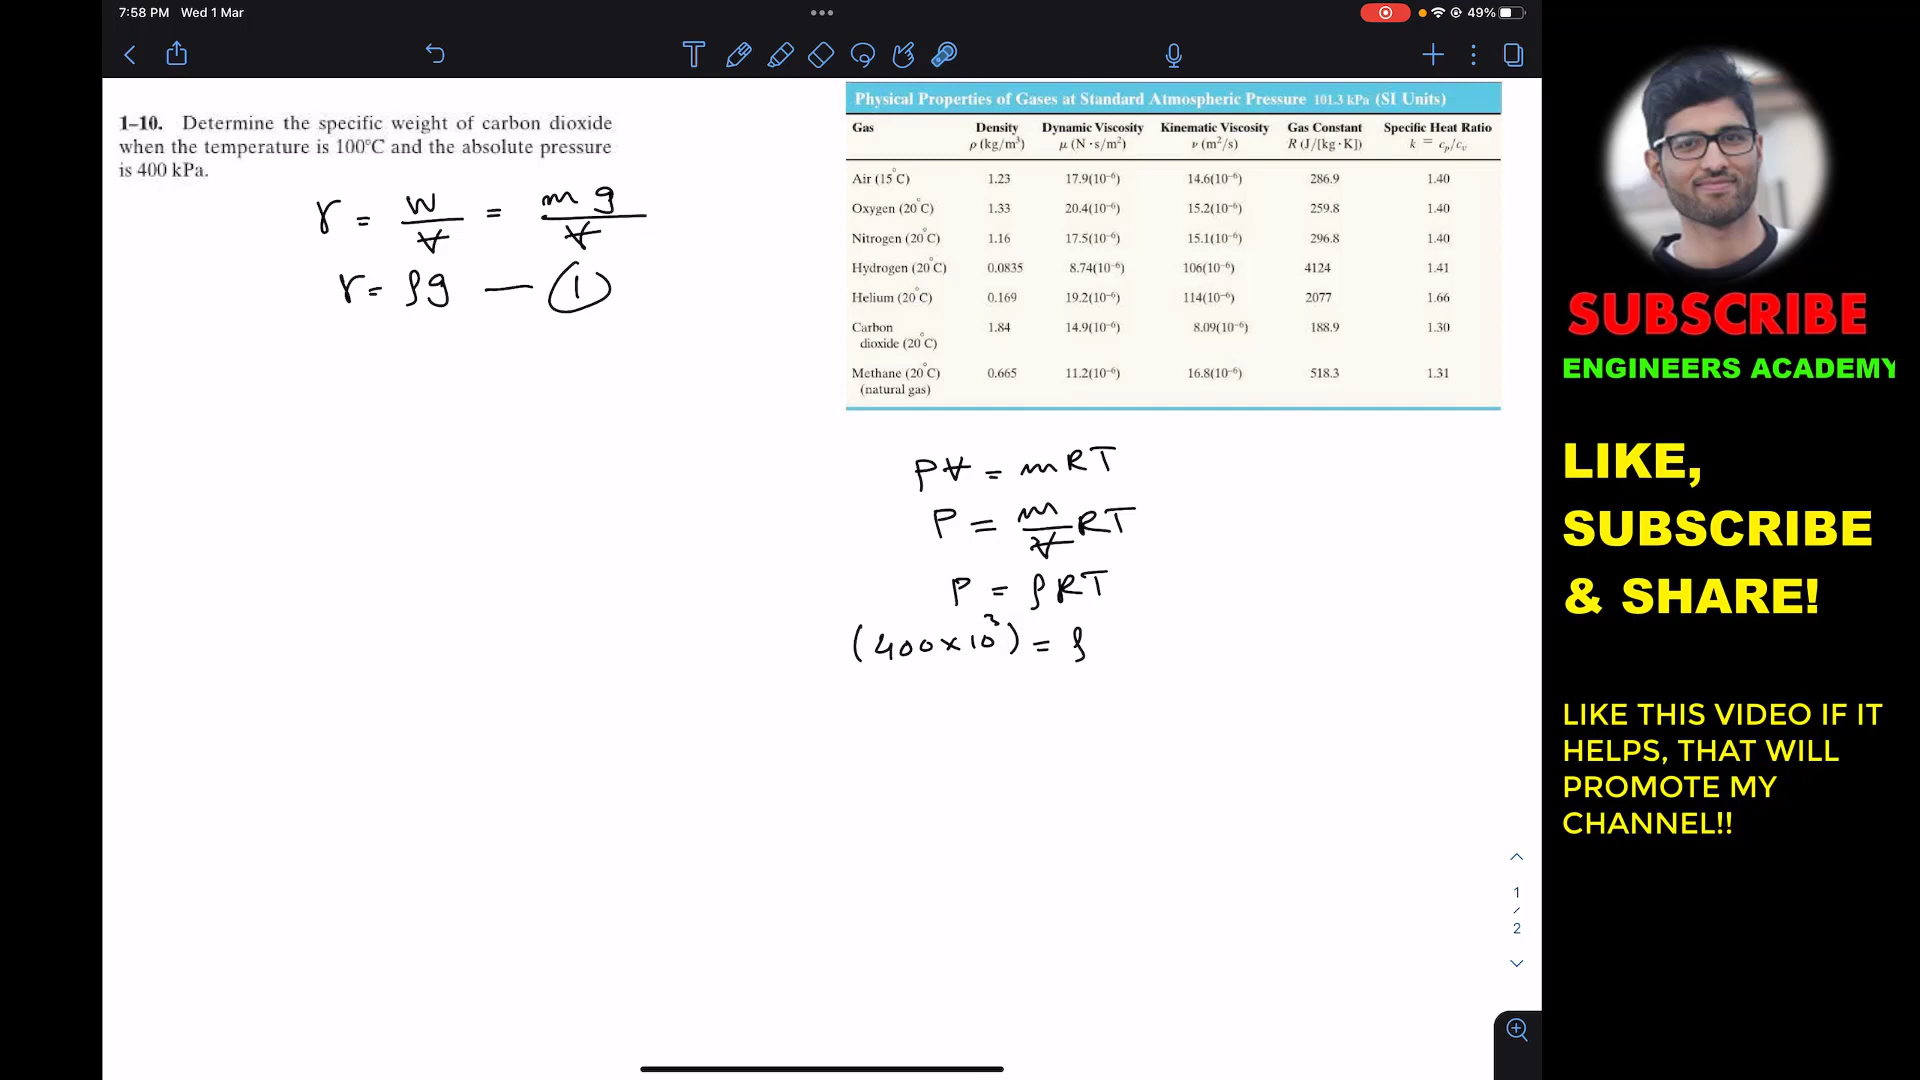 7:58 PM Wed 1 Mar
49%
1–10. Determine the specific weight of carbon dioxide
when the temperature is 100°C and the absolute pressure
is 400 kPa.
γ = W/V = m g/V
γ = ρg — ①
Physical Properties of Gases at Standard Atmospheric Pressure 101.3 kPa (SI Units)
Gas Density ρ (kg/m³) Dynamic Viscosity μ (N·s/m²) Kinematic Viscosity ν (m²/s) Gas Constant R (J/[kg·K]) Specific Heat Ratio k = cp/cv
Air (15°C) 1.23 17.9(10⁻⁶) 14.6(10⁻⁶) 286.9 1.40
Oxygen (20°C) 1.33 20.4(10⁻⁶) 15.2(10⁻⁶) 259.8 1.40
Nitrogen (20°C) 1.16 17.5(10⁻⁶) 15.1(10⁻⁶) 296.8 1.40
Hydrogen (20°C) 0.0835 8.74(10⁻⁶) 106(10⁻⁶) 4124 1.41
Helium (20°C) 0.169 19.2(10⁻⁶) 114(10⁻⁶) 2077 1.66
Carbon dioxide (20°C) 1.84 14.9(10⁻⁶) 8.09(10⁻⁶) 188.9 1.30
Methane (20°C) (natural gas) 0.665 11.2(10⁻⁶) 16.8(10⁻⁶) 518.3 1.31
PV = mRT
P = m/V RT
P = ρRT
(400×10³) = ρ
1
/
2
SUBSCRIBE
ENGINEERS ACADEMY
LIKE,
SUBSCRIBE
& SHARE!
LIKE THIS VIDEO IF IT
HELPS, THAT WILL
PROMOTE MY
CHANNEL!!